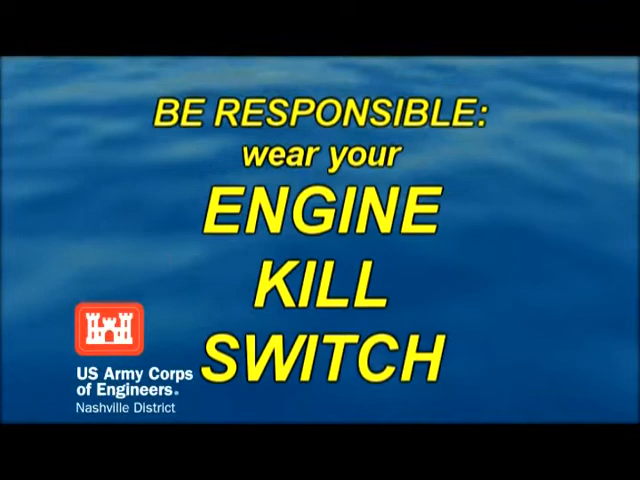 BE RESPONSIBLE:
wear your
ENGINE
KILL
SWITCH
US Army Corps
of Engineers®
Nashville District